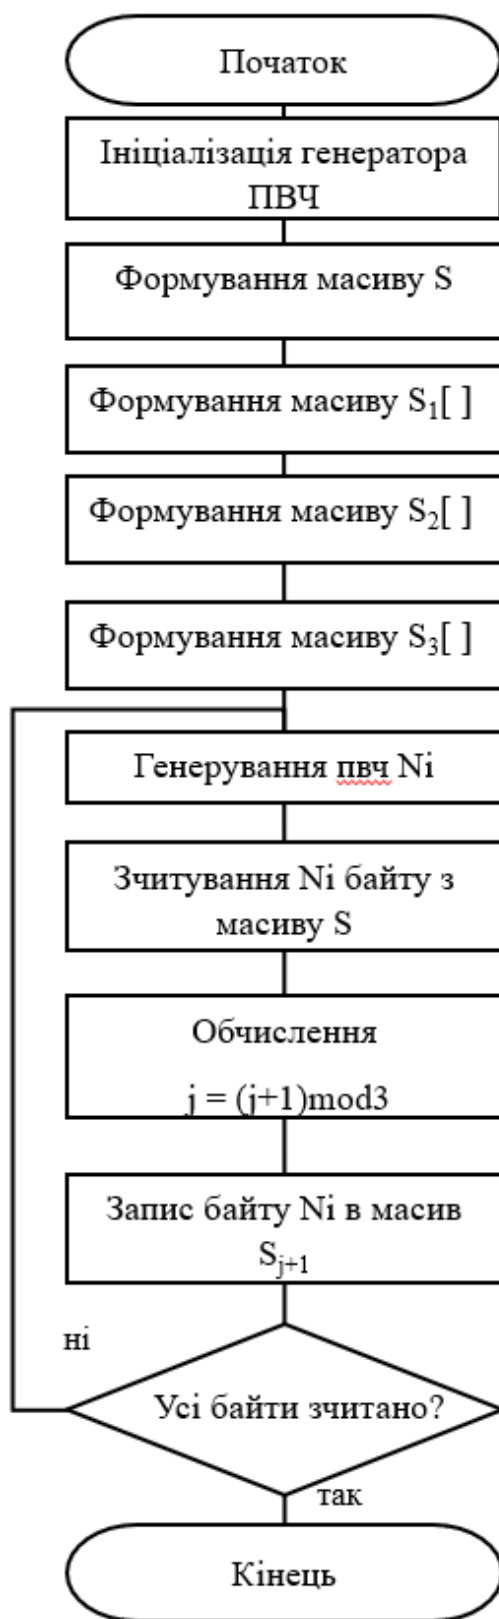 Початок
Ініціалізація генератора
ПВЧ
Формування масиву S
Формування масиву S₁[ ]
Формування масиву S₂[ ]
Формування масиву S₃[ ]
Генерування пвч Ni
Зчитування Ni байту з
масиву S
Обчислення
j = (j+1)mod3
Запис байту Ni в масив
Sⱼ₊₁
ні
Усі байти зчитано?
так
Кінець